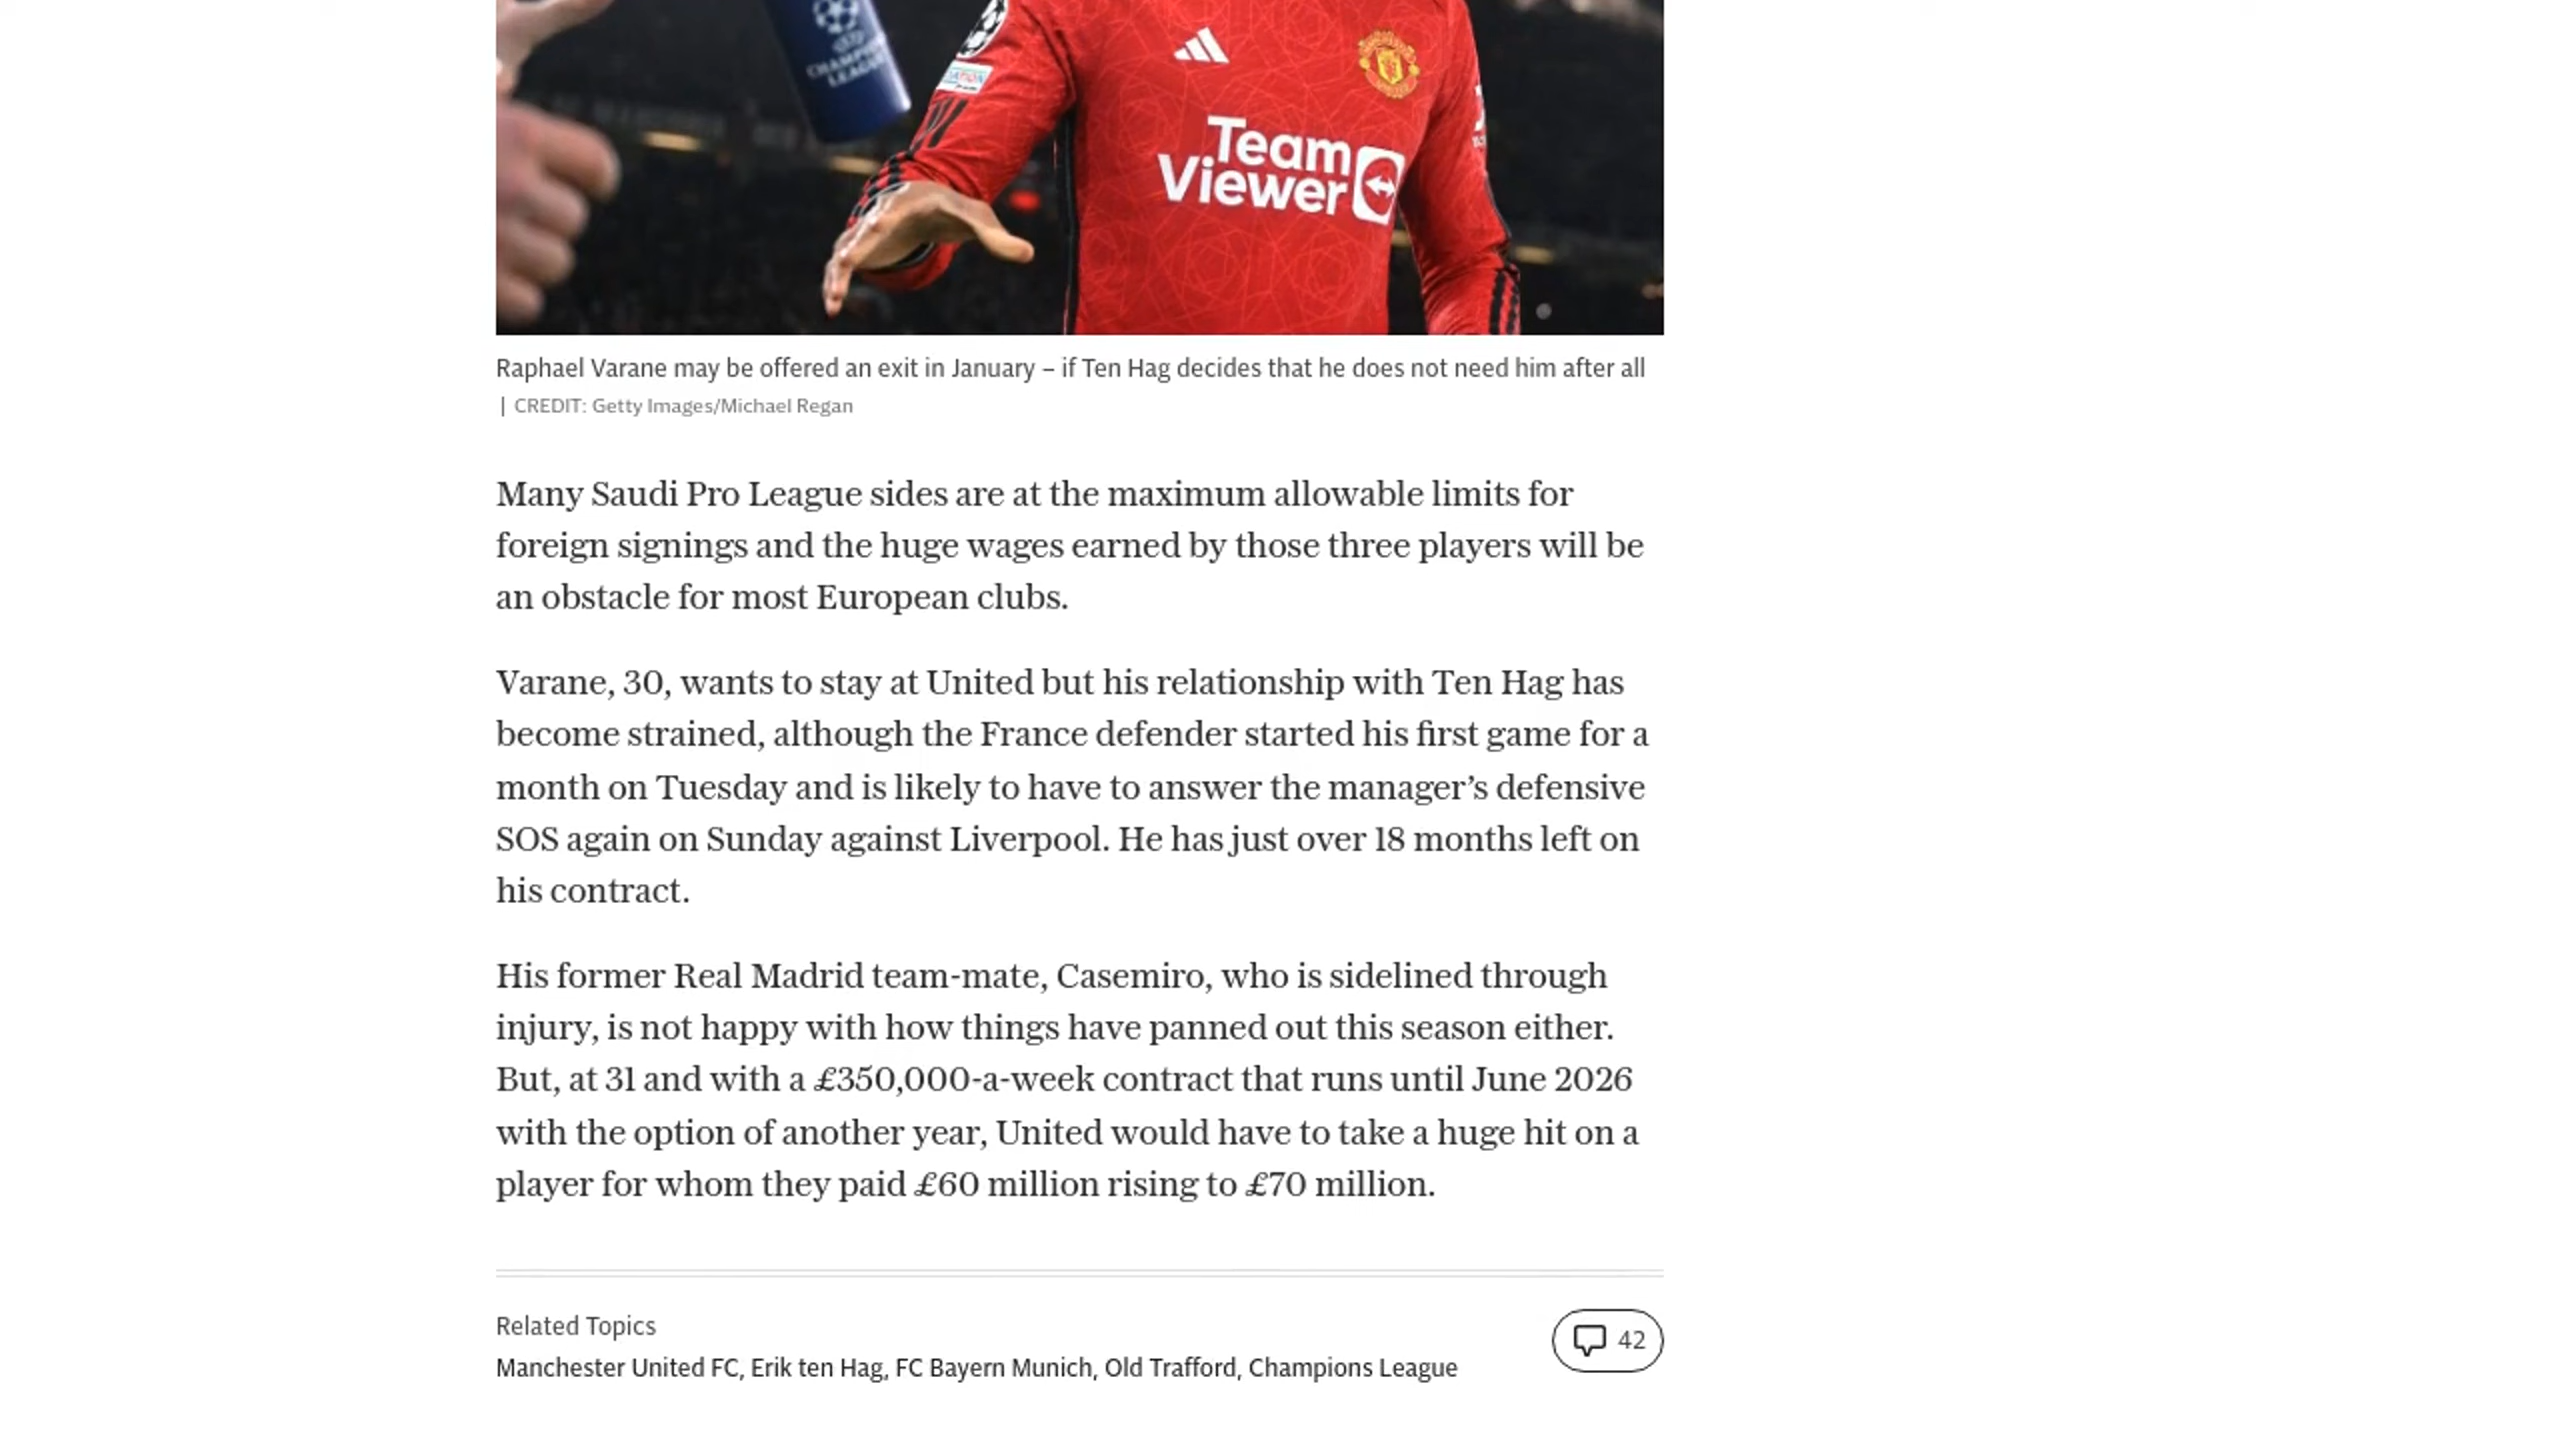 CHAMPIONS
LEAGUE
Team
Viewer
Raphael Varane may be offered an exit in January – if Ten Hag decides that he does not need him after all
| CREDIT: Getty Images/Michael Regan
Many Saudi Pro League sides are at the maximum allowable limits for
foreign signings and the huge wages earned by those three players will be
an obstacle for most European clubs.
Varane, 30, wants to stay at United but his relationship with Ten Hag has
become strained, although the France defender started his first game for a
month on Tuesday and is likely to have to answer the manager’s defensive
SOS again on Sunday against Liverpool. He has just over 18 months left on
his contract.
His former Real Madrid team-mate, Casemiro, who is sidelined through
injury, is not happy with how things have panned out this season either.
But, at 31 and with a £350,000-a-week contract that runs until June 2026
with the option of another year, United would have to take a huge hit on a
player for whom they paid £60 million rising to £70 million.
Related Topics
42
Manchester United FC, Erik ten Hag, FC Bayern Munich, Old Trafford, Champions League